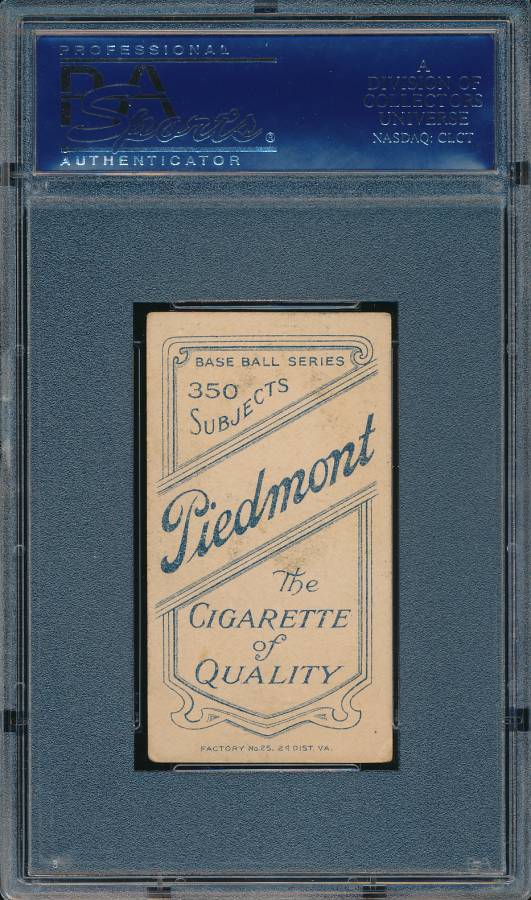 PROFESSIONAL
PSA
Sports®
AUTHENTICATOR
A
DIVISION OF
COLLECTORS
UNIVERSE
NASDAQ: CLCT
BASE BALL SERIES
350
SUBJECTS
Piedmont
The
CIGARETTE
of
QUALITY
FACTORY No. 25, 2d DIST. VA.